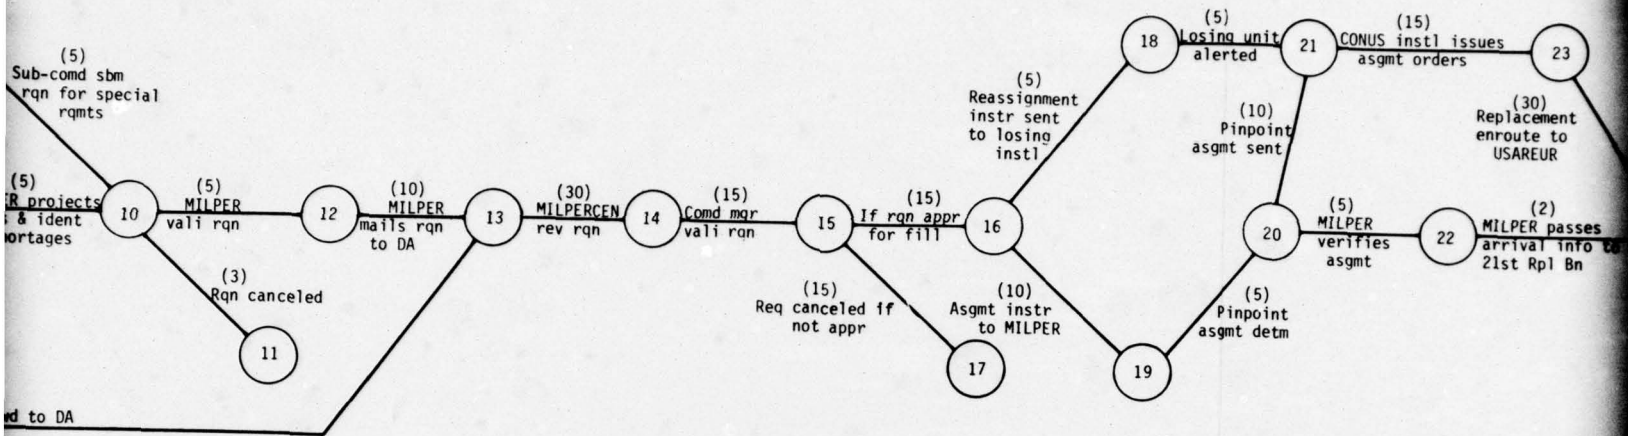 (5)
Sub-comd sbm
rqn for special
rqmts
(5)
projects
& ident
10
(5)
MILPER
vali rqn
12
(10)
MILPER
mails rqn
to DA
13
(30)
MILPERCEN
rev rqn
14
(15)
Comd mgr
vali rqn
15
(15)
If rqn appr
for fill
16
(3)
Rqn canceled
11
to DA
(15)
Req canceled if
not appr
17
(5)
Reassignment
instr sent
to losing
instl
18
(5)
Losing unit
alerted
21
(15)
CONUS instl issues
asgmt orders
23
(10)
Asgmt instr
to MILPER
19
(5)
Pinpoint
asgmt detm
20
(10)
Pinpoint
asgmt sent
(5)
MILPER
verifies
asgmt
22
(2)
MILPER passes
arrival info to
21st Rpl Bn
(30)
Replacement
enroute to
USAREUR